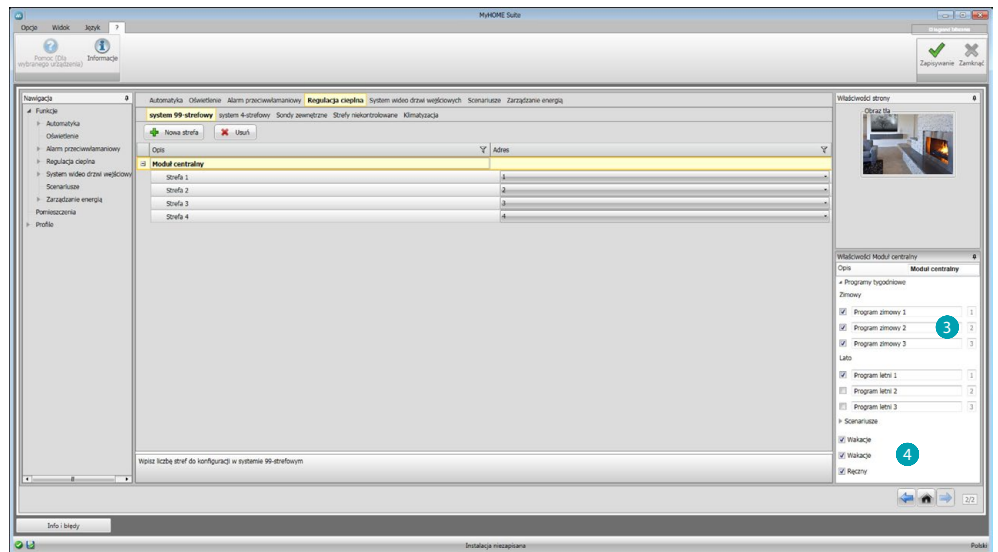 MyHOME Suite
Opcje Widok Język ?
Pomoc (Dla wybranego urządzenia)
Informacje
Zapisywanie Zamknąć
Nawigacja
Funkcje
Automatyka
Oświetlenie
Alarm przeciwwłamaniowy
Regulacja cieplna
System wideo drzwi wejściowy
Scenariusze
Zarządzanie energią
Pomieszczenia
Profile
Automatyka Oświetlenie Alarm przeciwwłamaniowy Regulacja cieplna System wideo drzwi wejściowych Scenariusze Zarządzanie energią
system 99-strefowy system 4-strefowy Sondy zewnętrzne Strefy niekontrolowane Klimatyzacja
Nowa strefa Usuń
Opis Adres
Moduł centralny
Strefa 1 1
Strefa 2 2
Strefa 3 3
Strefa 4 4
Wpisz liczbę stref do konfiguracji w systemie 99-strefowym
Właściwości strony
Obraz tła
Właściwości Moduł centralny
Opis Moduł centralny
Programy tygodniowe
Zimowy
Program zimowy 1 1
Program zimowy 2 2
3
Program zimowy 3 3
Lato
Program letni 1 1
Program letni 2 2
Program letni 3 3
Scenariusze
Wakacje
Wakacje
4
Ręczny
2/2
Info i błędy
Instalacja niezapisana
Polski